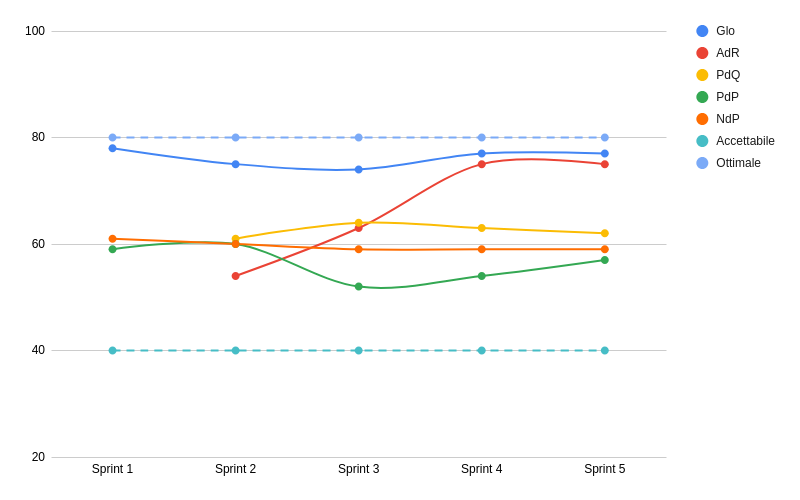 100
80
60
40
20
Sprint 1 Sprint 2 Sprint 3 Sprint 4 Sprint 5
Glo
AdR
PdQ
PdP
NdP
Accettabile
Ottimale